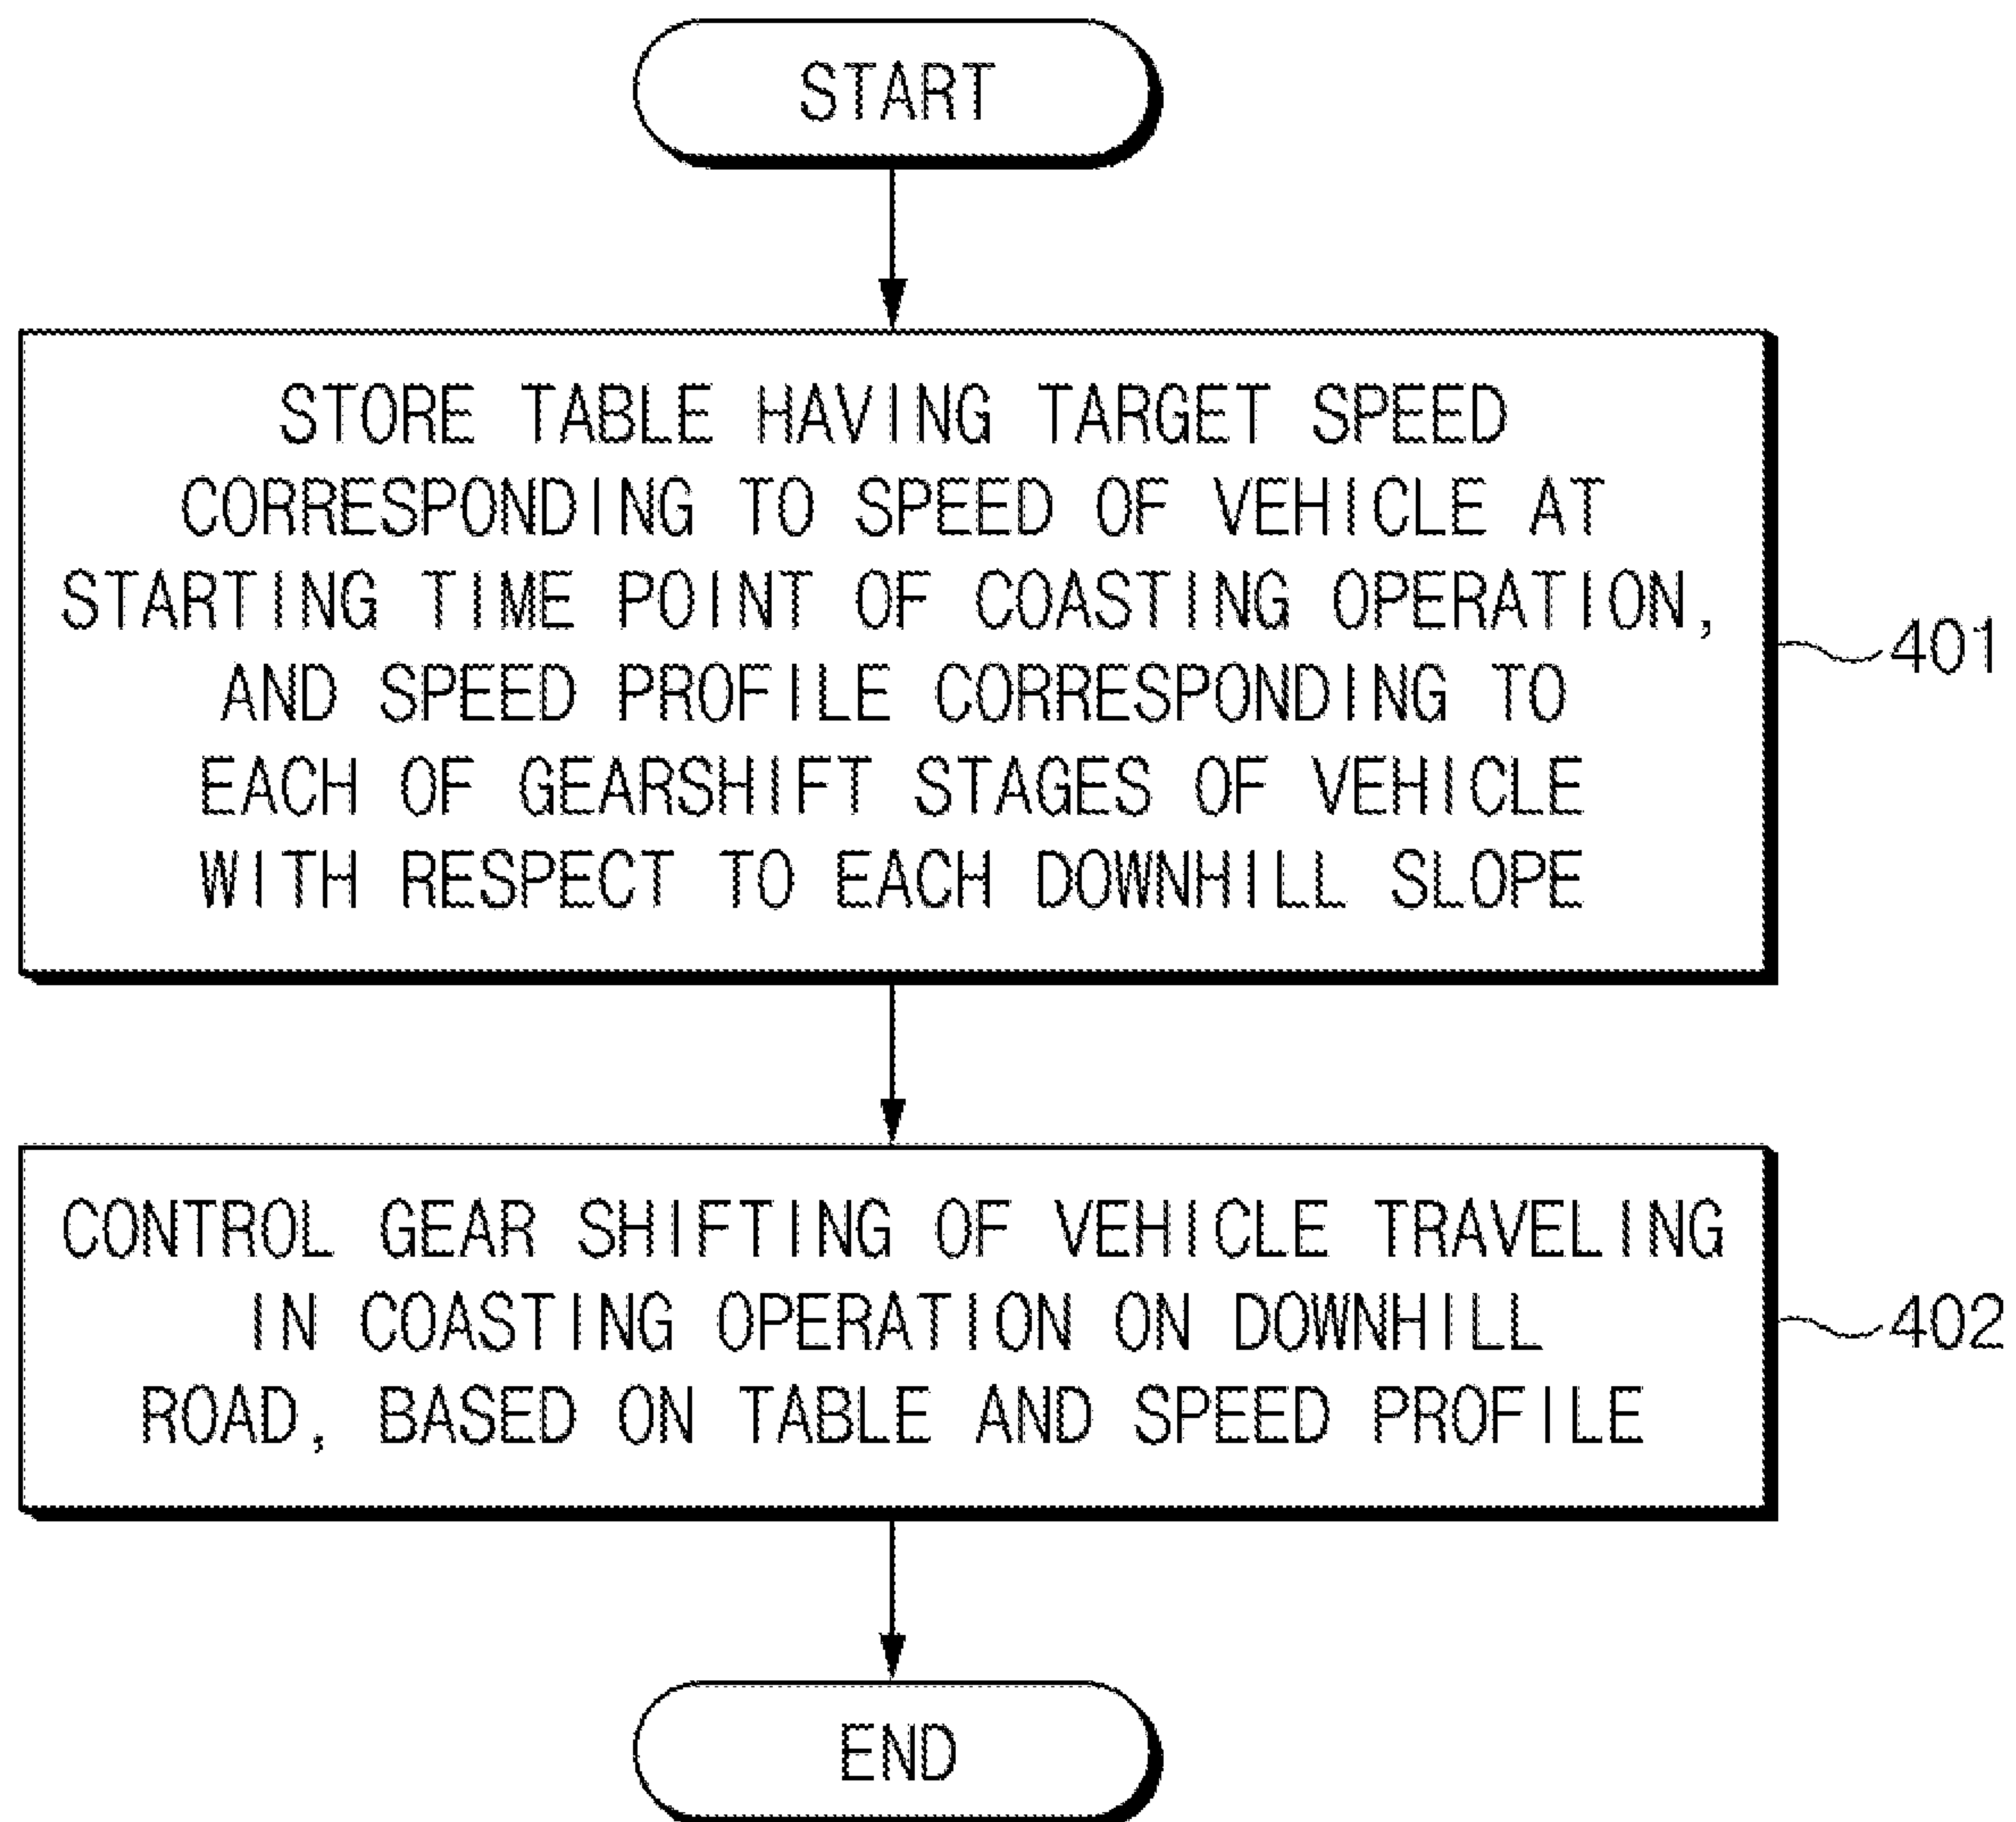 START
STORE TABLE HAVING TARGET SPEED
CORRESPONDING TO SPEED OF VEHICLE AT
STARTING TIME POINT OF COASTING OPERATION,
AND SPEED PROFILE CORRESPONDING TO
EACH OF GEARSHIFT STAGES OF VEHICLE
WITH RESPECT TO EACH DOWNHILL SLOPE
401
CONTROL GEAR SHIFTING OF VEHICLE TRAVELING
IN COASTING OPERATION ON DOWNHILL
ROAD, BASED ON TABLE AND SPEED PROFILE
402
END